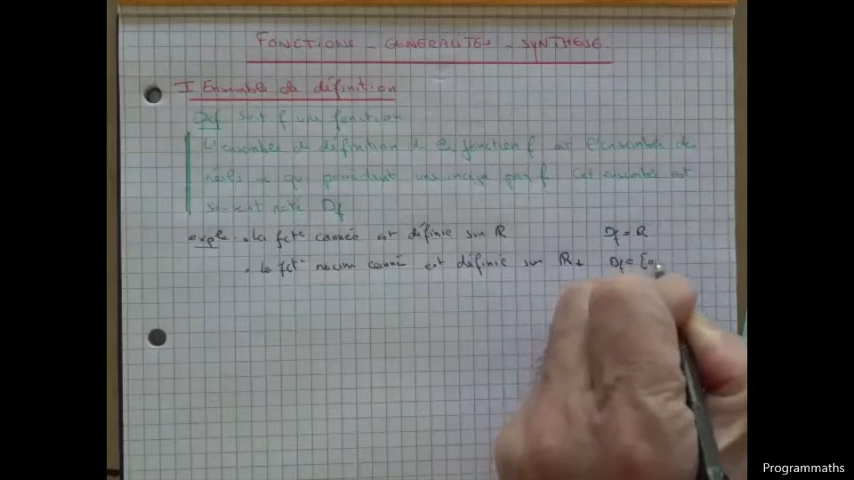 FONCTIONS - GENERALITES - SYNTHESE
I Ensemble de définition
Def. soit f une fonction
L'ensemble de définition de la fonction f est l'ensemble de
réels x qui possèdent une image par f Cet ensemble est
souvent noté Df
exple . la fct° carrée est définie sur R Df = R
. la fct° racine carrée est définie sur R+ Df = [0,
Programmaths